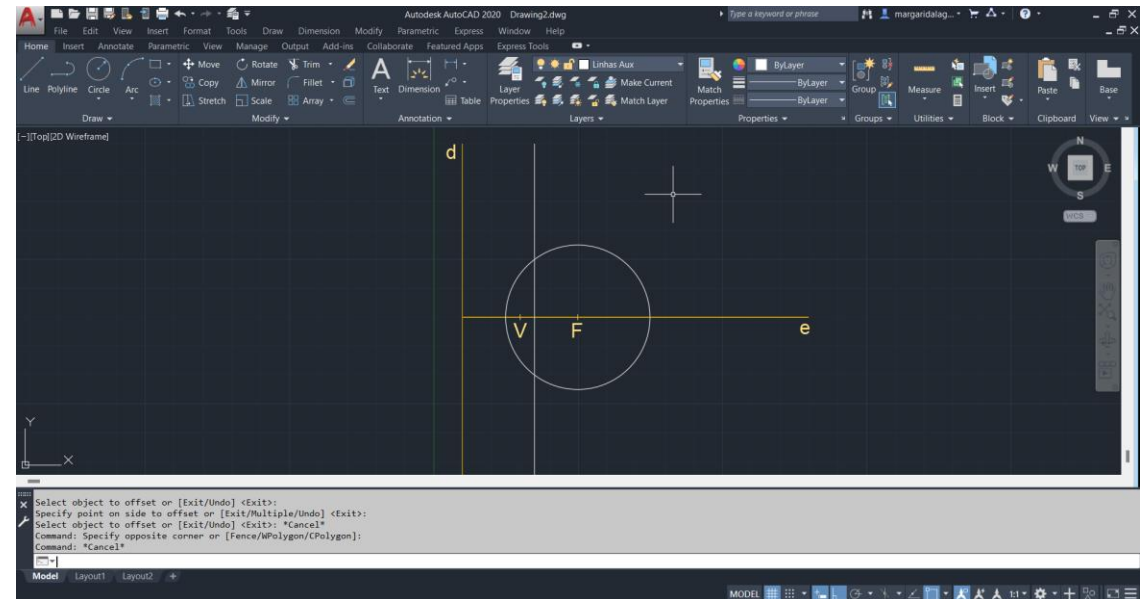 A Autodesk AutoCAD 2020 Drawing2.dwg Type a keyword or phrase margaridalag...
File Edit View Insert Format Tools Draw Dimension Modify Parametric Express Window Help
Home Insert Annotate Parametric View Manage Output Add-ins Collaborate Featured Apps Express Tools
Move Rotate Trim Linhas Aux ByLayer
Copy Mirror Fillet Make Current ByLayer
Line Polyline Circle Arc Text Dimension Layer Match Group Measure Insert Paste Base
Stretch Scale Array Table Properties Match Layer Properties ByLayer
Draw Modify Annotation Layers Properties Groups Utilities Block Clipboard View
[−][Top][2D Wireframe]
N
d
W TOP E
S
WCS
V F e
Y
X
Select object to offset or [Exit/Undo] <Exit>:
Specify point on side to offset or [Exit/Multiple/Undo] <Exit>:
Select object to offset or [Exit/Undo] <Exit>: *Cancel*
Command: Specify opposite corner or [Fence/WPolygon/CPolygon]:
Command: *Cancel*
Model Layout1 Layout2 +
MODEL 1:1